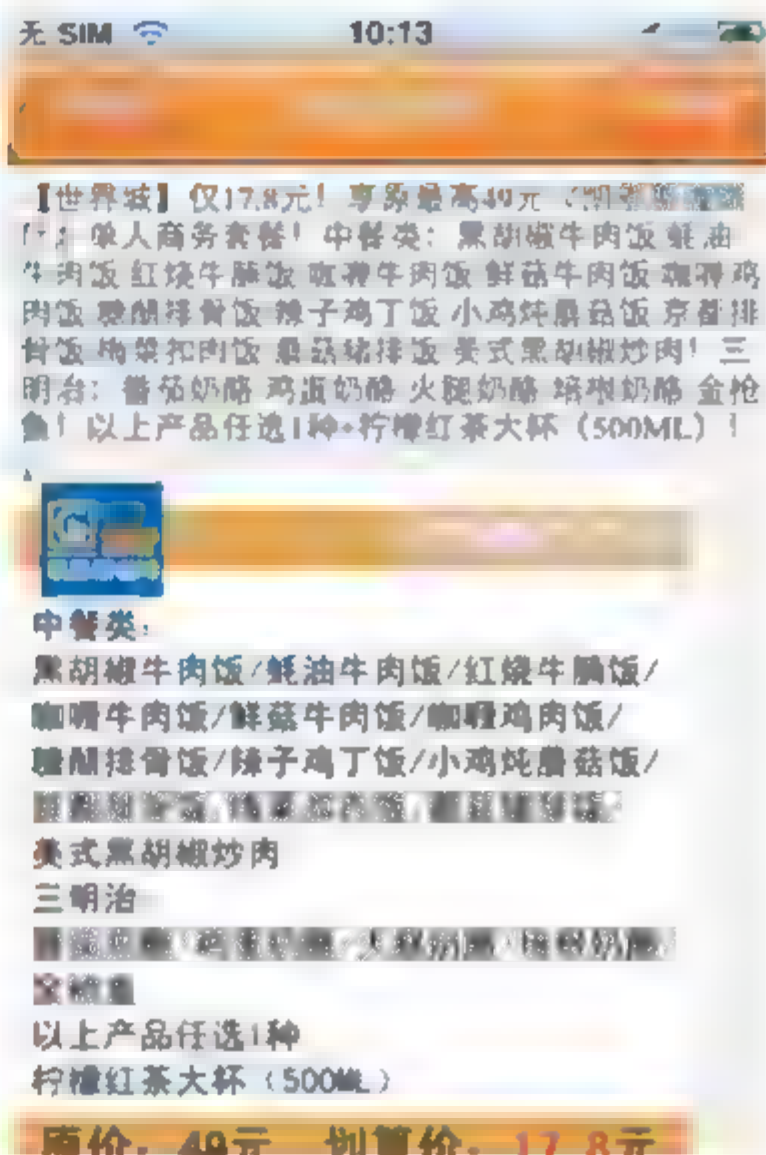 无 SIM 10:13
【世界城】 仅17.8元！享原最高49元
单人商务套餐！中餐类：黑胡椒牛肉饭 蚝油
牛肉饭 红烧牛腩饭 咖喱牛肉饭 鲜菇牛肉饭 咖喱鸡
肉饭 糖醋排骨饭 辣子鸡丁饭 小鸡炖蘑菇饭 京都排
骨饭 梅菜扣肉饭 蘑菇猪排饭 美式黑胡椒炒肉！三
明治：番茄奶酪 鸡蛋奶酪 火腿奶酪 培根奶酪 金枪
鱼！以上产品任选1种+柠檬红茶大杯（500ML）！
中餐类：
黑胡椒牛肉饭/蚝油牛肉饭/红烧牛腩饭/
咖喱牛肉饭/鲜菇牛肉饭/咖喱鸡肉饭/
糖醋排骨饭/辣子鸡丁饭/小鸡炖蘑菇饭/
美式黑胡椒炒肉
三明治
以上产品任选1种
柠檬红茶大杯（500ML）
原价：49元 划算价：17.8元